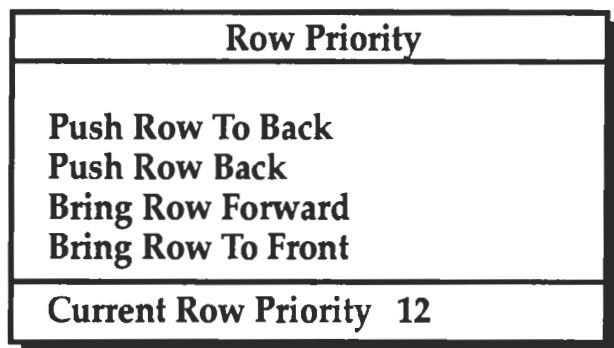 Row Priority
Push Row To Back
Push Row Back
Bring Row Forward
Bring Row To Front
Current Row Priority 12